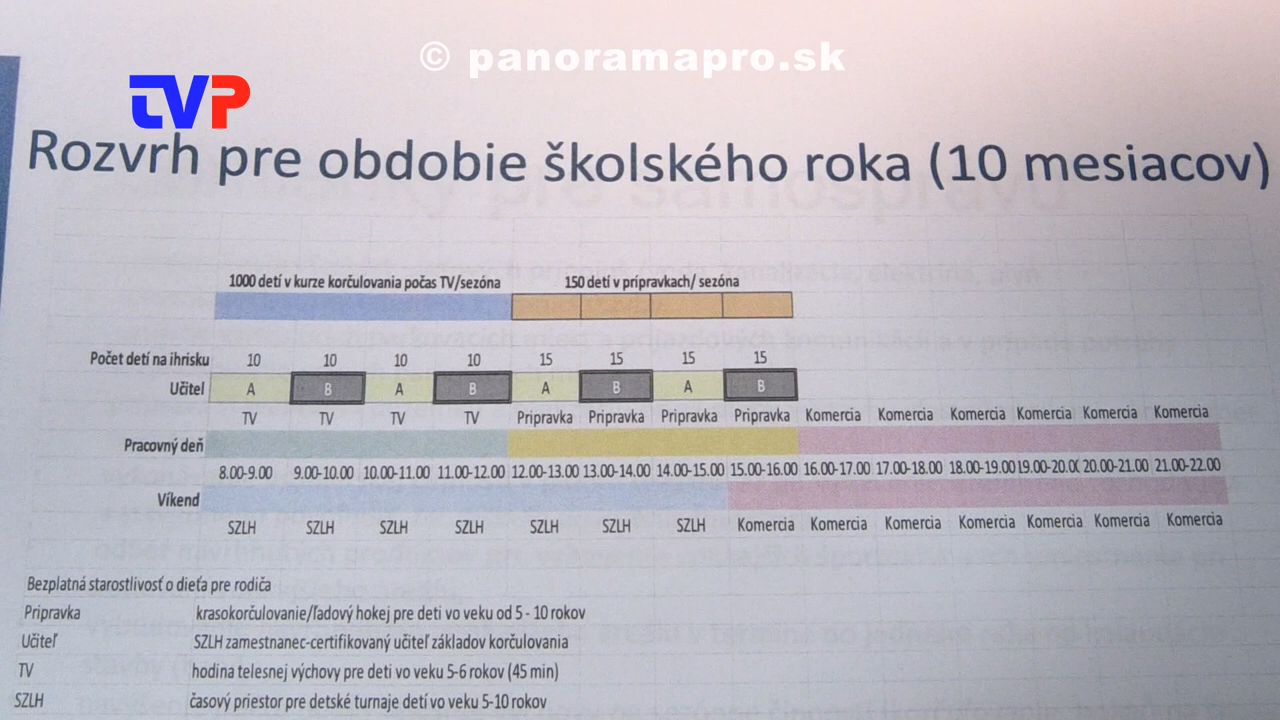 © panoramapro.sk
TVP
Rozvrh pre obdobie školského roka (10 mesiacov)
1000 detí v kurze korčulovania počas TV/sezóna 150 detí v prípravkach/ sezóna
Počet detí na ihrisku 10 10 10 10 15 15 15 15
Učiteľ A B A B A B A B
TV TV TV TV Pripravka Pripravka Pripravka Pripravka Komercia Komercia Komercia Komercia Komercia Komercia
Pracovný deň
8.00-9.00 9.00-10.00 10.00-11.00 11.00-12.00 12.00-13.00 13.00-14.00 14.00-15.00 15.00-16.00 16.00-17.00 17.00-18.00 18.00-19.00 19.00-20.00 20.00-21.00 21.00-22.00
Víkend
SZLH SZLH SZLH SZLH SZLH SZLH SZLH Komercia Komercia Komercia Komercia Komercia Komercia Komercia
Bezplatná starostlivosť o dieťa pre rodiča
Pripravka krasokorčulovanie/ľadový hokej pre deti vo veku od 5 - 10 rokov
Učiteľ SZLH zamestnanec-certifikovaný učiteľ základov korčulovania
TV hodina telesnej výchovy pre deti vo veku 5-6 rokov (45 min)
SZLH časový priestor pre detské turnaje detí vo veku 5-10 rokov